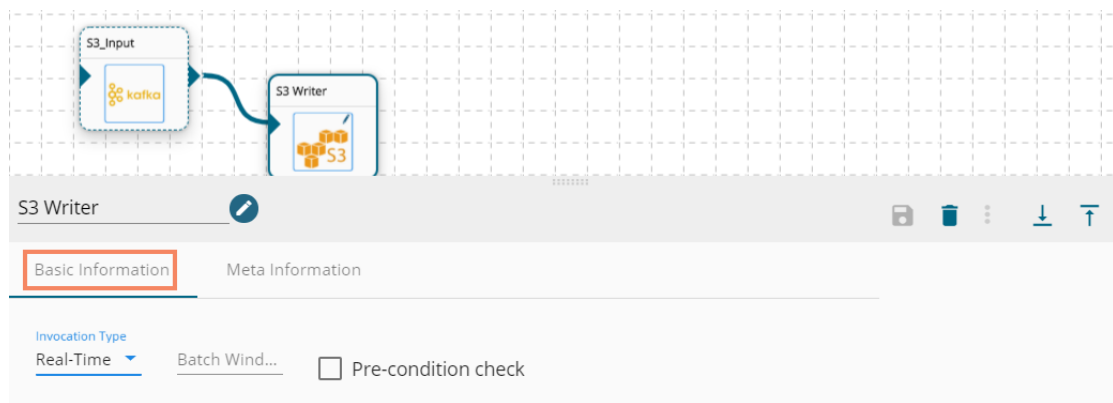 S3_Input
kafka
S3 Writer
S3
S3 Writer
Basic Information
Meta Information
Invocation Type
Real-Time
Batch Wind...
Pre-condition check